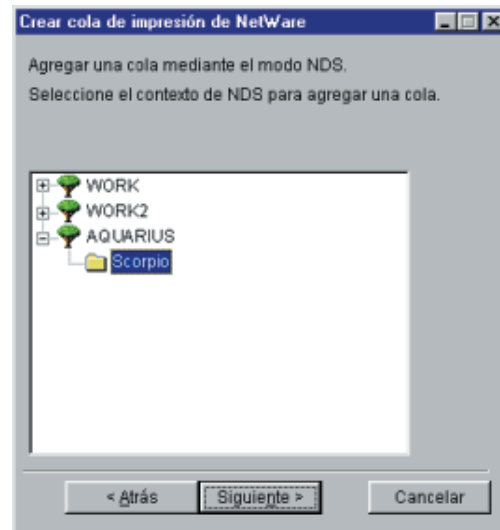 Crear cola de impresión de NetWare
Agregar una cola mediante el modo NDS.
Seleccione el contexto de NDS para agregar una cola.
WORK
WORK2
AQUARIUS
Scorpio
< Atrás
Siguiente >
Cancelar